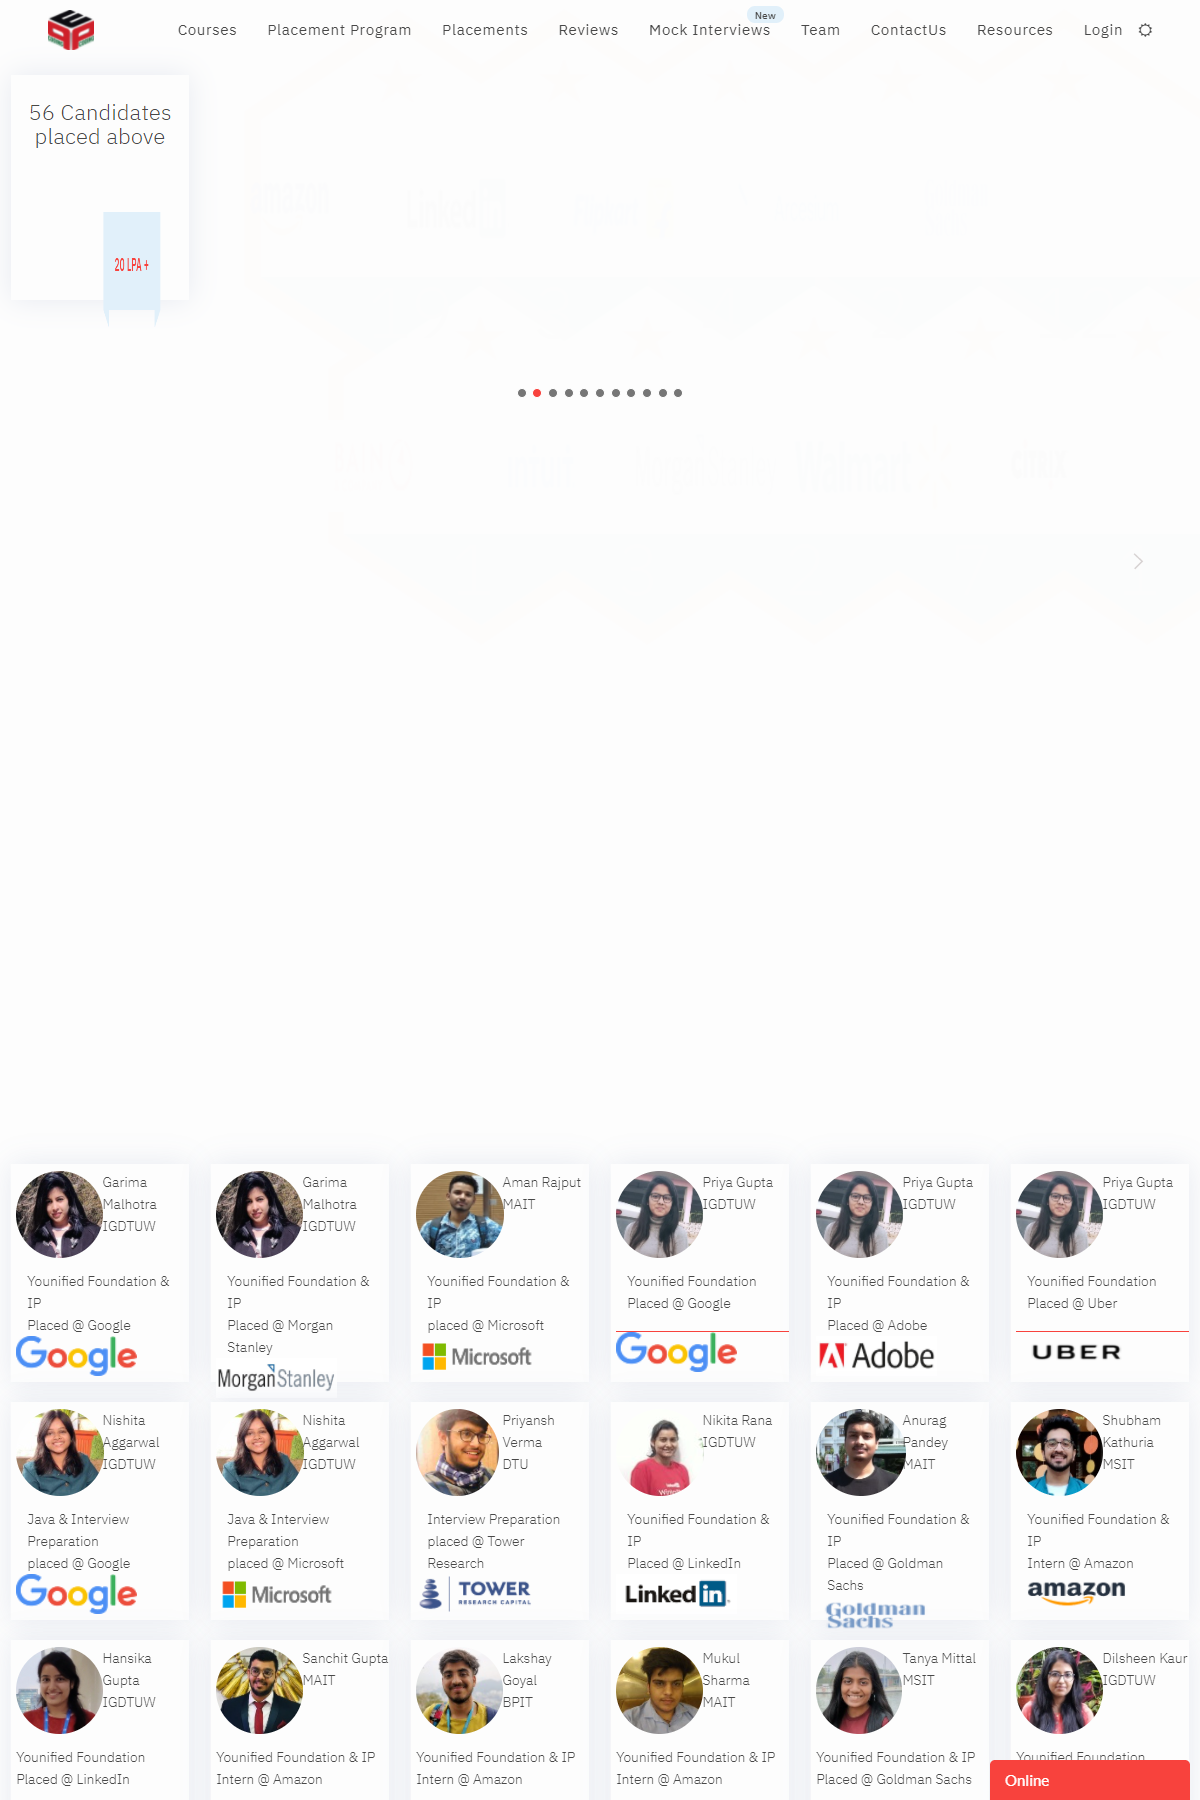 Courses Placement Program Placements Reviews Mock Interviews New Team ContactUs Resources Login
56 Candidates
placed above
20 LPA +
Garima
Malhotra
IGDTUW
Younified Foundation &
IP
Placed @ Google
Google
Garima
Malhotra
IGDTUW
Younified Foundation &
IP
Placed @ Morgan
Stanley
Morgan Stanley
Aman Rajput
MAIT
Younified Foundation &
IP
placed @ Microsoft
Microsoft
Priya Gupta
IGDTUW
Younified Foundation
Placed @ Google
Google
Priya Gupta
IGDTUW
Younified Foundation &
IP
Placed @ Adobe
Adobe
Priya Gupta
IGDTUW
Younified Foundation
Placed @ Uber
UBER
Nishita
Aggarwal
IGDTUW
Java & Interview
Preparation
placed @ Google
Google
Nishita
Aggarwal
IGDTUW
Java & Interview
Preparation
placed @ Microsoft
Microsoft
Priyansh
Verma
DTU
Interview Preparation
placed @ Tower
Research
TOWER
RESEARCH CAPITAL
Nikita Rana
IGDTUW
Younified Foundation &
IP
Placed @ LinkedIn
Linked in
Anurag
Pandey
MAIT
Younified Foundation &
IP
Placed @ Goldman
Sachs
Goldman
Sachs
Shubham
Kathuria
MSIT
Younified Foundation &
IP
Intern @ Amazon
amazon
Hansika
Gupta
IGDTUW
Younified Foundation
Placed @ LinkedIn
Sanchit Gupta
MAIT
Younified Foundation & IP
Intern @ Amazon
Lakshay
Goyal
BPIT
Younified Foundation & IP
Intern @ Amazon
Mukul
Sharma
MAIT
Younified Foundation & IP
Intern @ Amazon
Tanya Mittal
MSIT
Younified Foundation & IP
Placed @ Goldman Sachs
Dilsheen Kaur
IGDTUW
Younified Foundation
Online